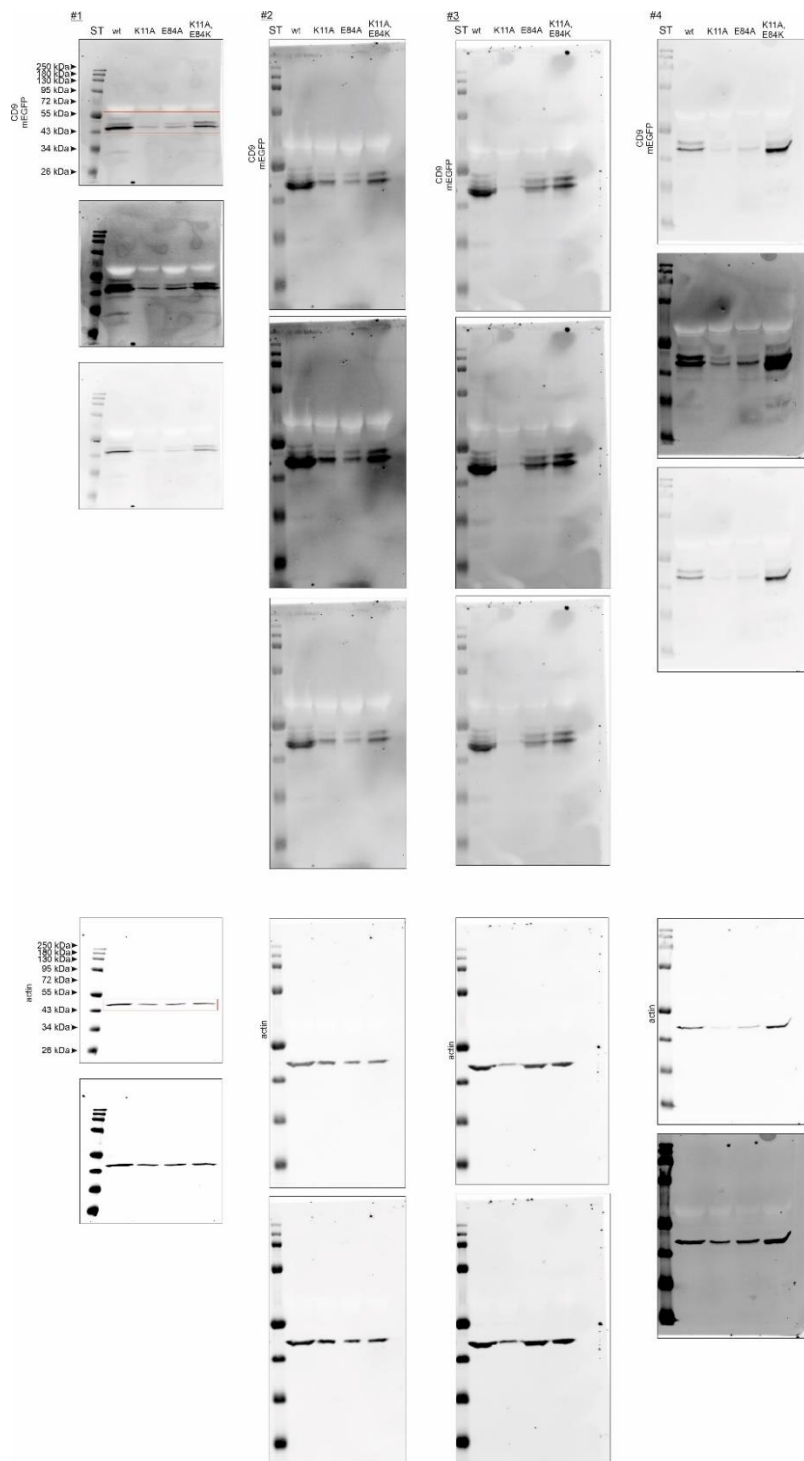 #1
ST wt K11A E84A K11A,
E84K
#2
ST wt K11A E84A K11A,
E84K
#3
ST wt K11A E84A K11A,
E84K
#4
ST wt K11A E84A K11A,
E84K
CD9
mEGFP
250 kDa
180 kDa
130 kDa
95 kDa
72 kDa
55 kDa
43 kDa
34 kDa
26 kDa
CD9
mEGFP
CD9
mEGFP
CD9
mEGFP
actin
250 kDa
180 kDa
130 kDa
95 kDa
72 kDa
55 kDa
43 kDa
34 kDa
26 kDa
actin
actin
actin